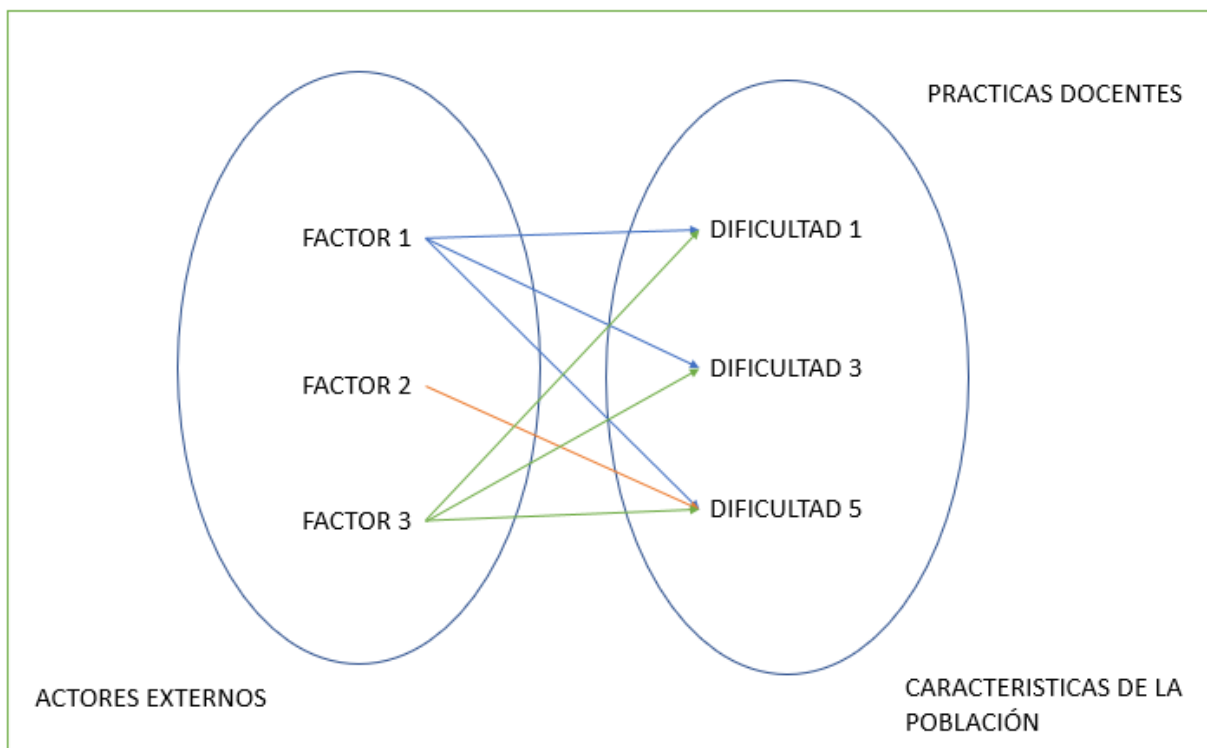 PRACTICAS DOCENTES
FACTOR 1
DIFICULTAD 1
FACTOR 2
DIFICULTAD 3
FACTOR 3
DIFICULTAD 5
ACTORES EXTERNOS
CARACTERISTICAS DE LA
POBLACIÓN